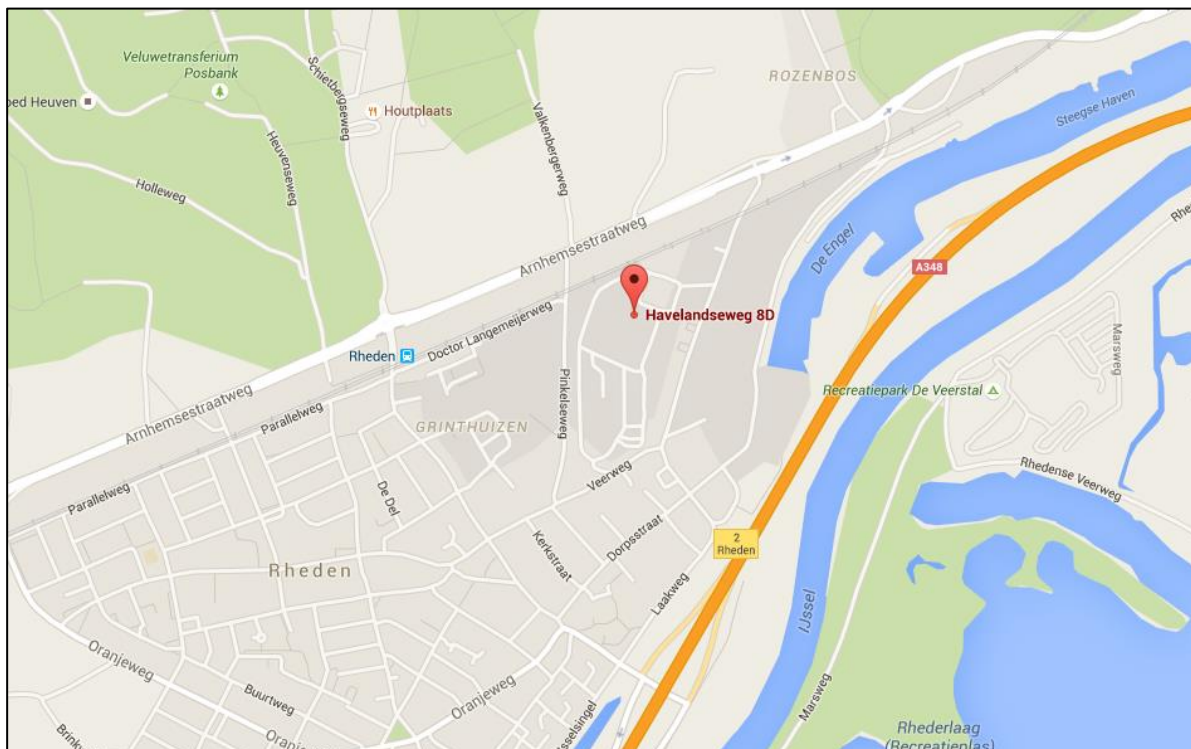 Veluwetransferium
Posbank
oed Heuven
Schietbergseweg
Houtplaats
Heuvenseweg
Holleweg
Valkenbergerweg
ROZENBOS
Steegse Haven
De Engel
A348
Arnhemsestraatweg
Havelandseweg 8D
Doctor Langemeijerweg
Rheden
Marsweg
Recreatiepark De Veerstal
Arnhemsestraatweg
Parallelweg
Pinkelseweg
GRINTHUIZEN
Veerweg
Rhedense Veerweg
Parallelweg
De Del
Kerkstraat
Dorpsstraat
2
Rheden
Rheden
Laakweg
IJssel
Oranjeweg
Buurtweg
Oranjeweg
Oranjeweg
Marsweg
Rhederlaag
(Recreatieplas)